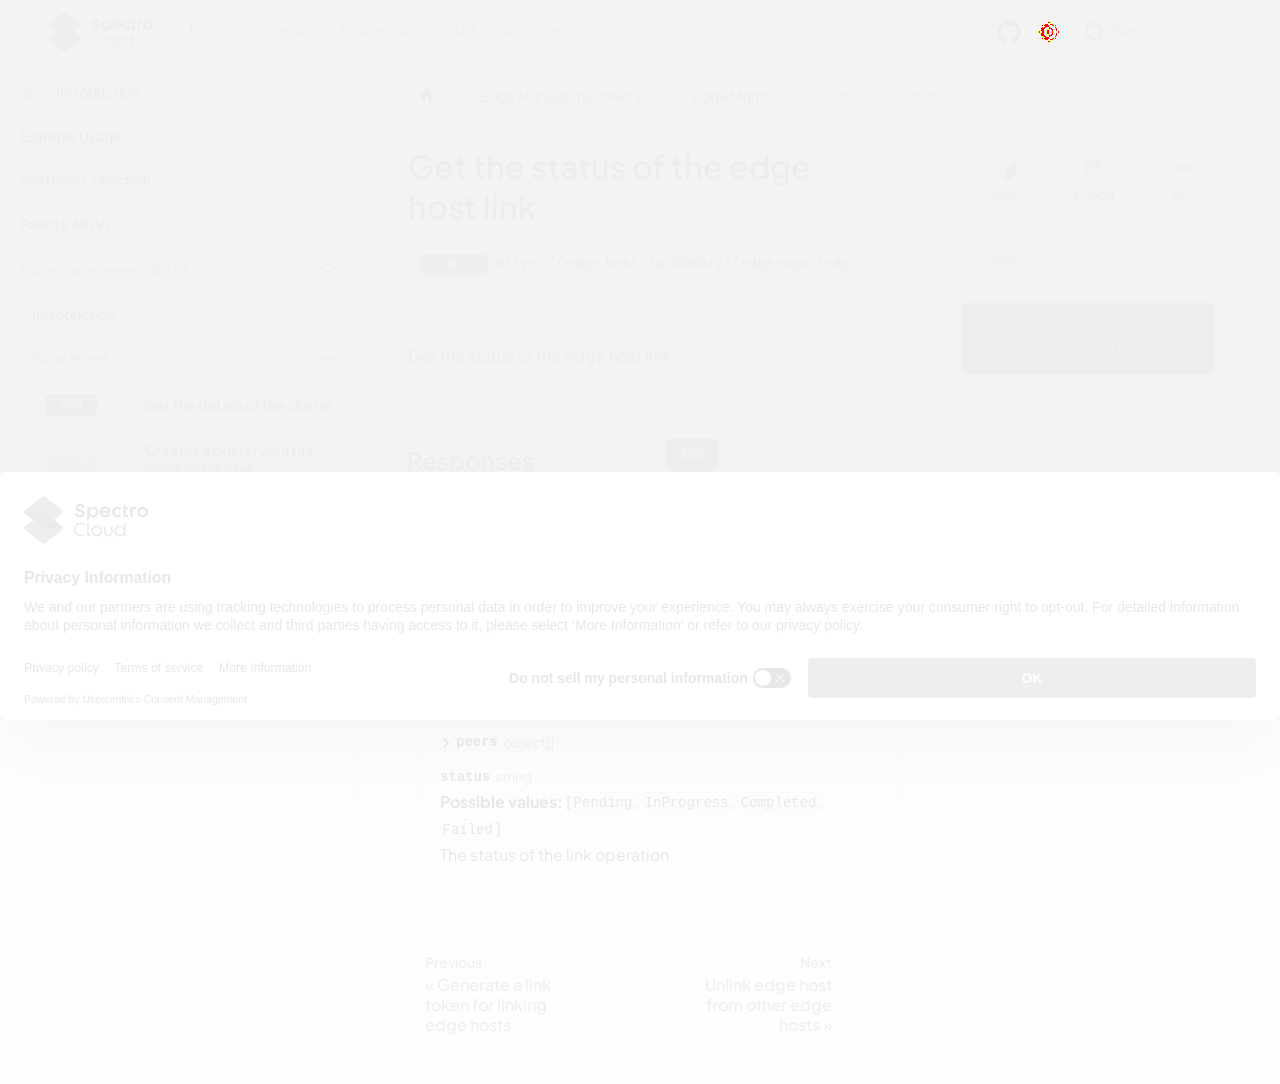 Spectro Cloud
Docs Tutorials Downloads API latest
Search
Introduction
Edge Management API V1 Edge Mgmt Get the status of the edge host link
Example Usage
Postman Collection
Palette API V1
Edge Management API V1
Introduction
Edge Mgmt
GET Get the details of the cluster.
Creates a cluster with the
provided cluster
Get the status of the edge
host link
GET https://edge-host-ip:5080/v1/edge-mgmt/edg
Get the status of the edge host link
Responses
200
CURL PYTHON GO
CURL
Spectro
Cloud
Privacy Information
We and our partners are using tracking technologies to process personal data in order to improve your experience. You may always exercise your consumer right to opt-out. For detailed information
about personal information we collect and third parties having access to it, please select 'More Information' or refer to our privacy policy.
Privacy policy Terms of service More Information
Powered by Usercentrics Consent Management
Do not sell my personal information
OK
peers object[]
status string
Possible values: [Pending, InProgress, Completed,
Failed]
The status of the link operation
Previous
« Generate a link
token for linking
edge hosts
Next
Unlink edge host
from other edge
hosts »